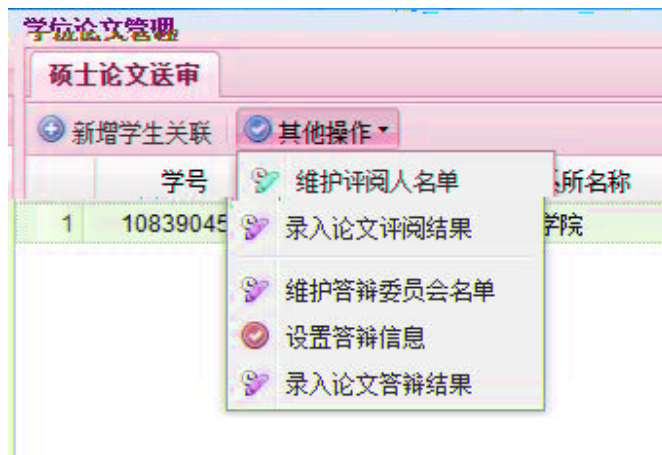 学位论文管理
硕士论文送审
新增学生关联 其他操作
学号 所名称
1 10839045 学院
维护评阅人名单
录入论文评阅结果
维护答辩委员会名单
设置答辩信息
录入论文答辩结果